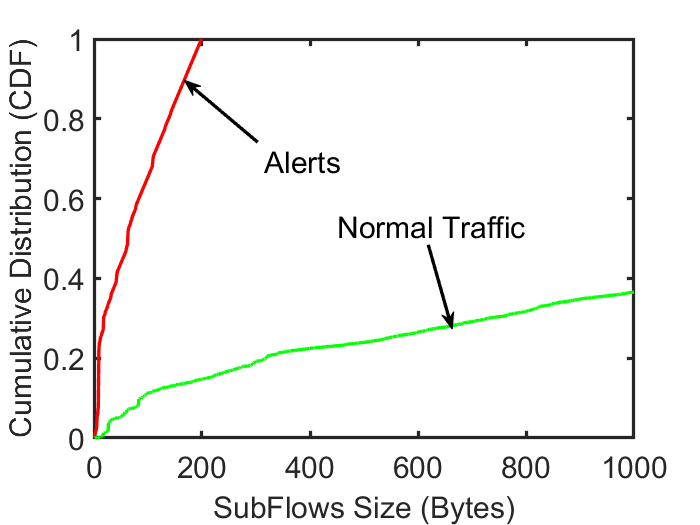 Cumulative Distribution (CDF)
1
0.8
0.6
0.4
0.2
0
Alerts
Normal Traffic
0 200 400 600 800 1000
SubFlows Size (Bytes)